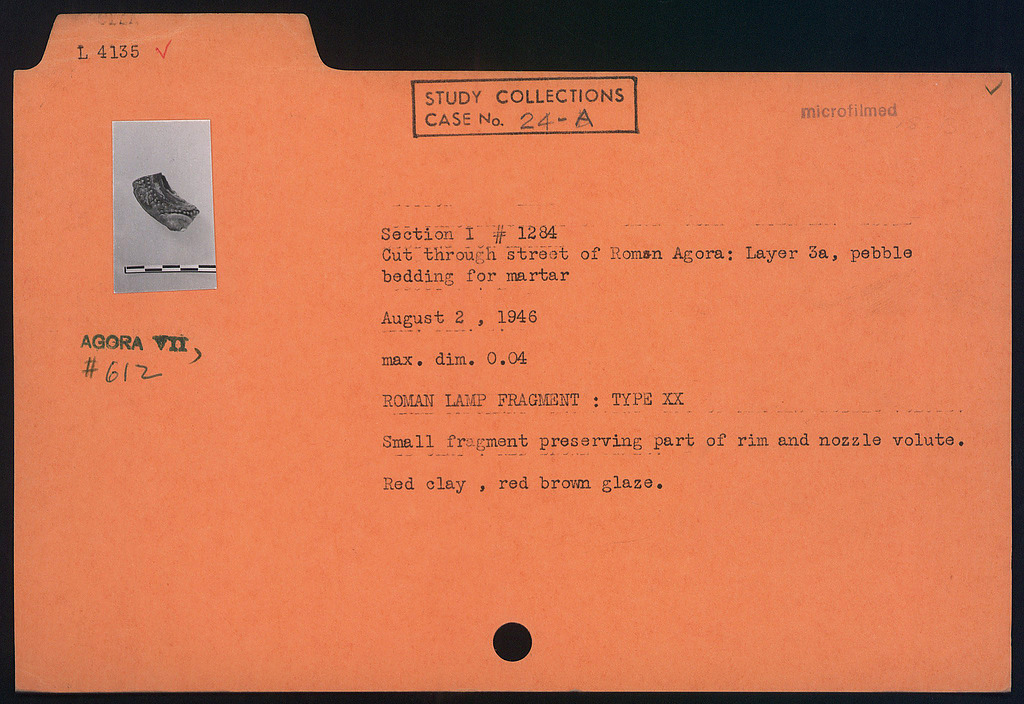 L 4135 ✓
STUDY COLLECTIONS
CASE No. 24-A
microfilmed
Section I # 1284
Cut through street of Roman Agora: Layer 3a, pebble
bedding for martar
August 2 , 1946
AGORA VII,
#612
max. dim. 0.04
ROMAN LAMP FRAGMENT : TYPE XX
Small fragment preserving part of rim and nozzle volute.
Red clay , red brown glaze.